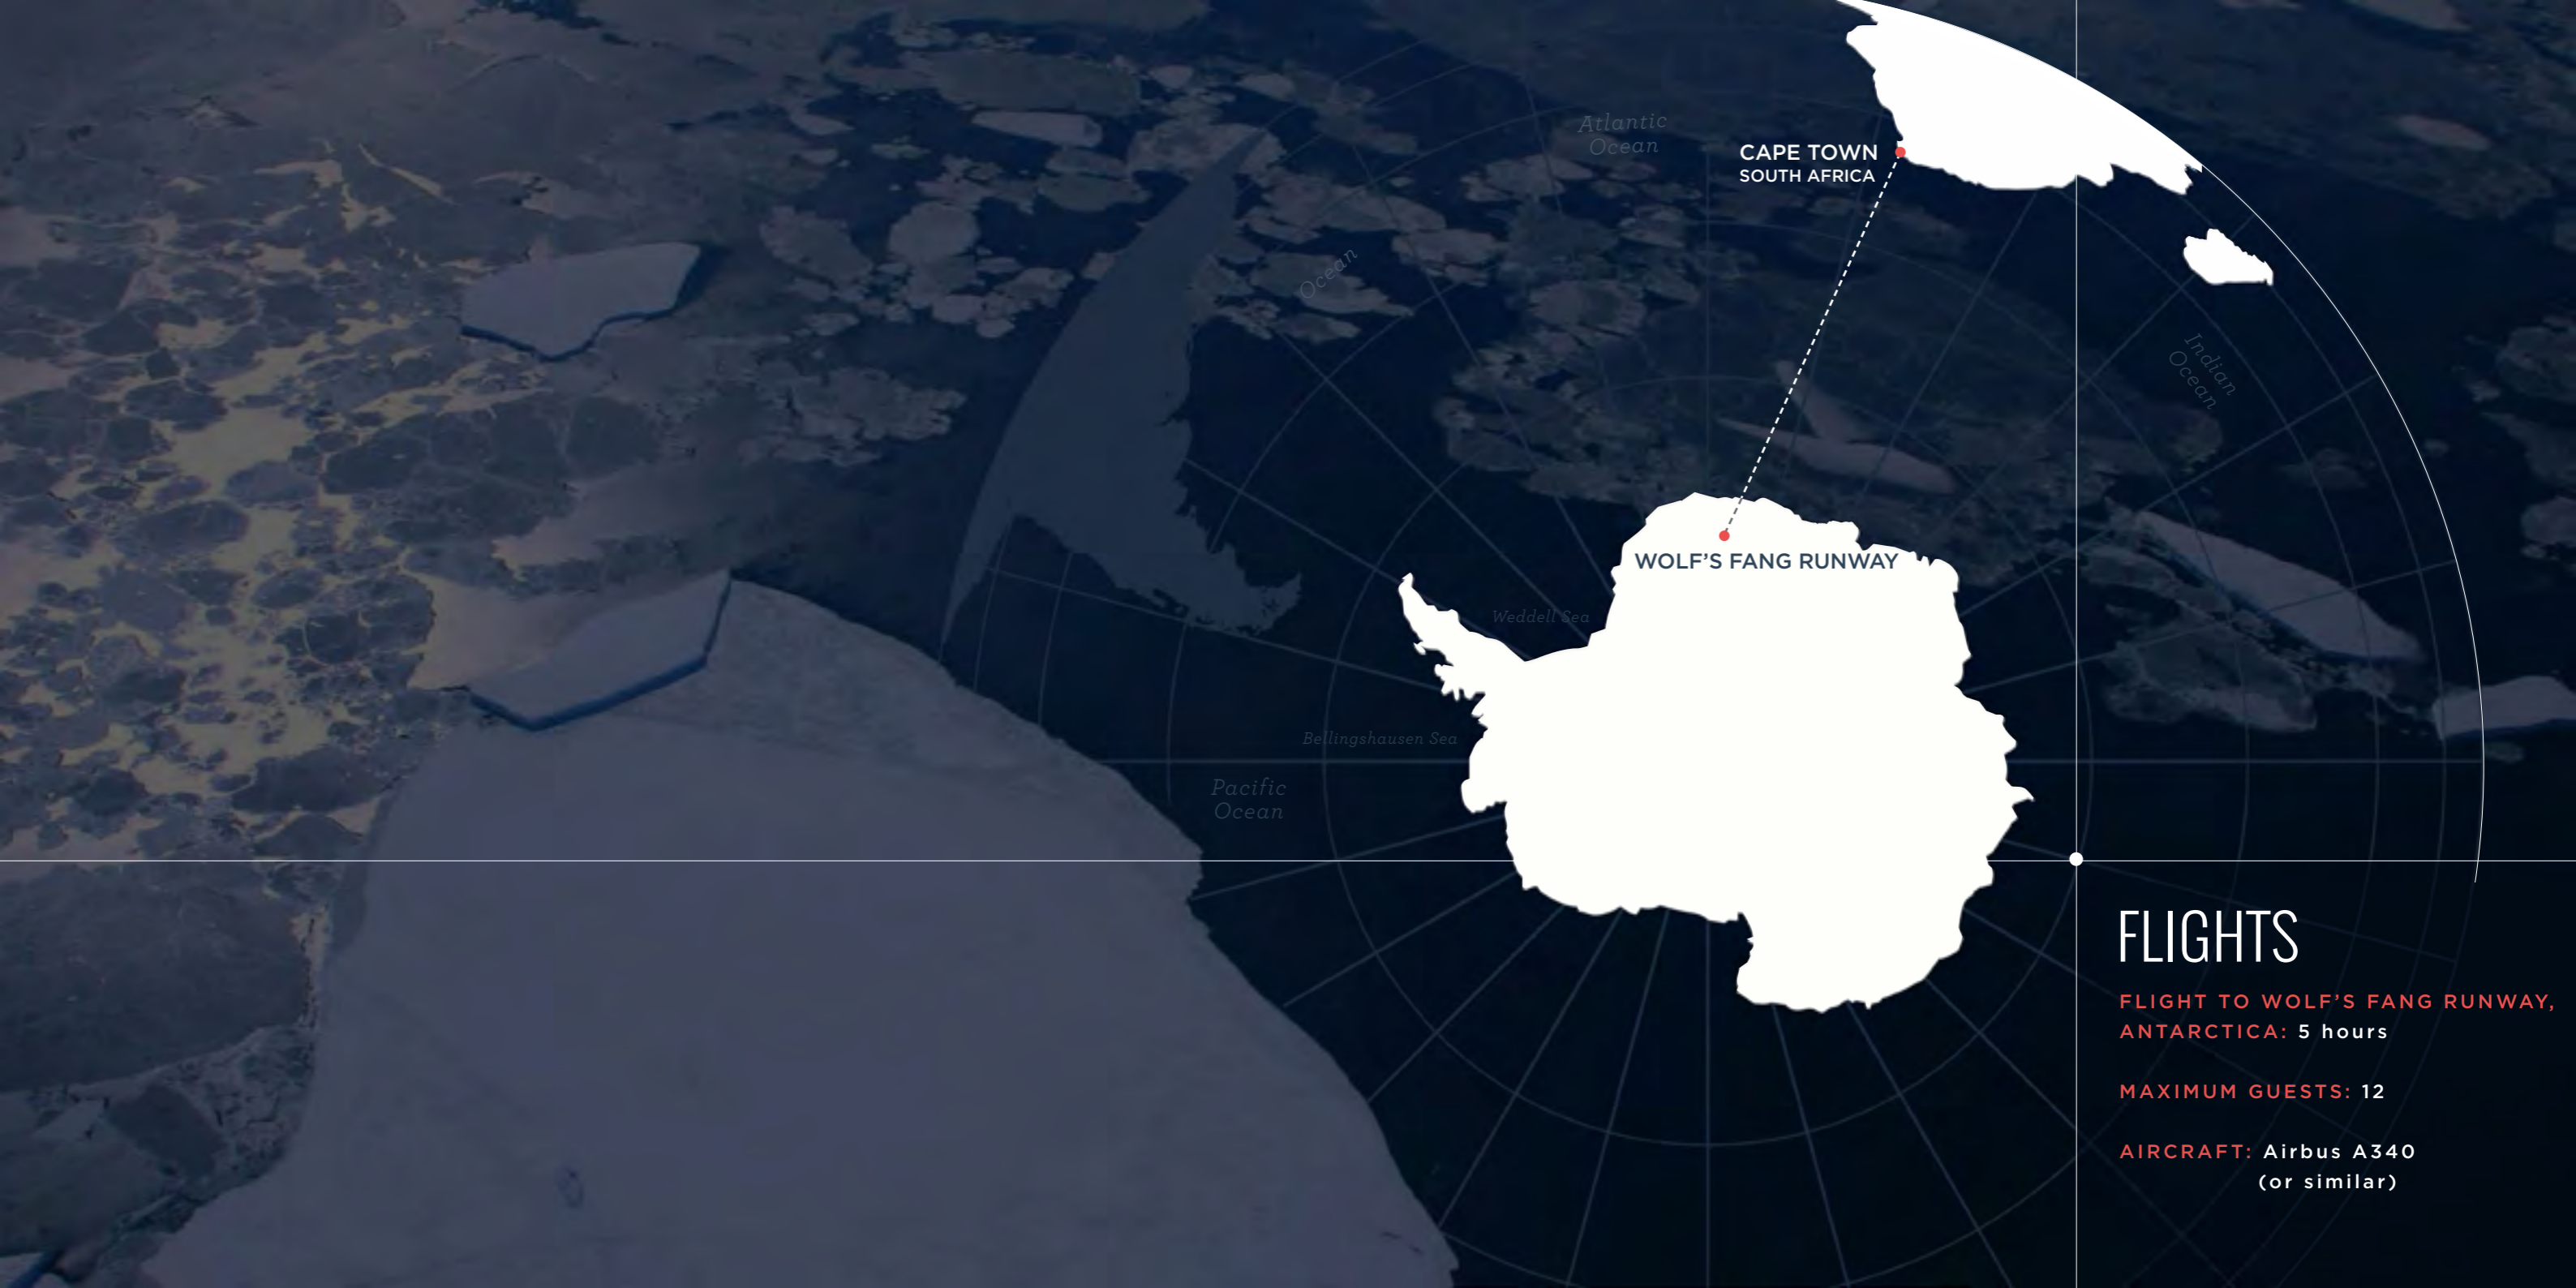 Atlantic
Ocean
CAPE TOWN
SOUTH AFRICA
Ocean
Indian
Ocean
WOLF’S FANG RUNWAY
Weddell Sea
Bellingshausen Sea
Pacific
Ocean
FLIGHTS
FLIGHT TO WOLF’S FANG RUNWAY,
ANTARCTICA: 5 hours
MAXIMUM GUESTS: 12
AIRCRAFT: Airbus A340
(or similar)